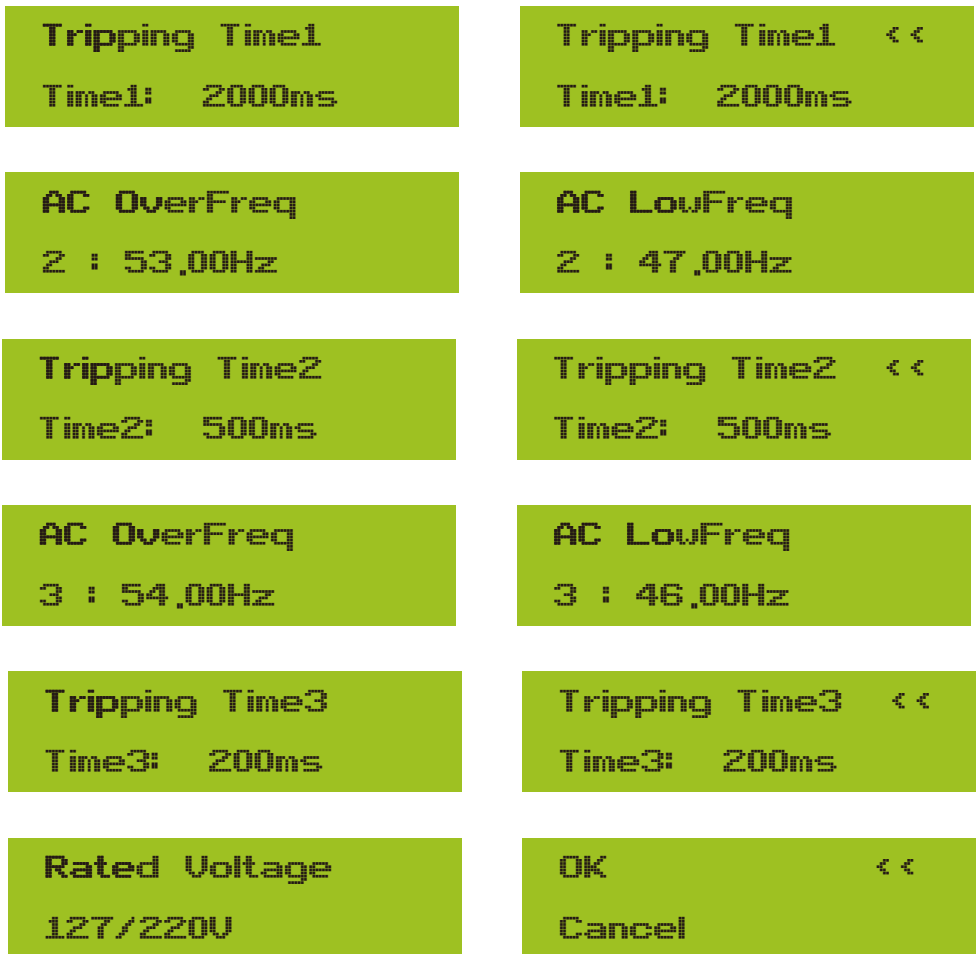 Tripping Time1
Time1: 2000ms
Tripping Time1 <<
Time1: 2000ms
AC OverFreq
2 : 53.00Hz
AC LowFreq
2 : 47.00Hz
Tripping Time2
Time2: 500ms
Tripping Time2 <<
Time2: 500ms
AC OverFreq
3 : 54.00Hz
AC LowFreq
3 : 46.00Hz
Tripping Time3
Time3: 200ms
Tripping Time3 <<
Time3: 200ms
Rated Voltage
127/220V
OK <<
Cancel